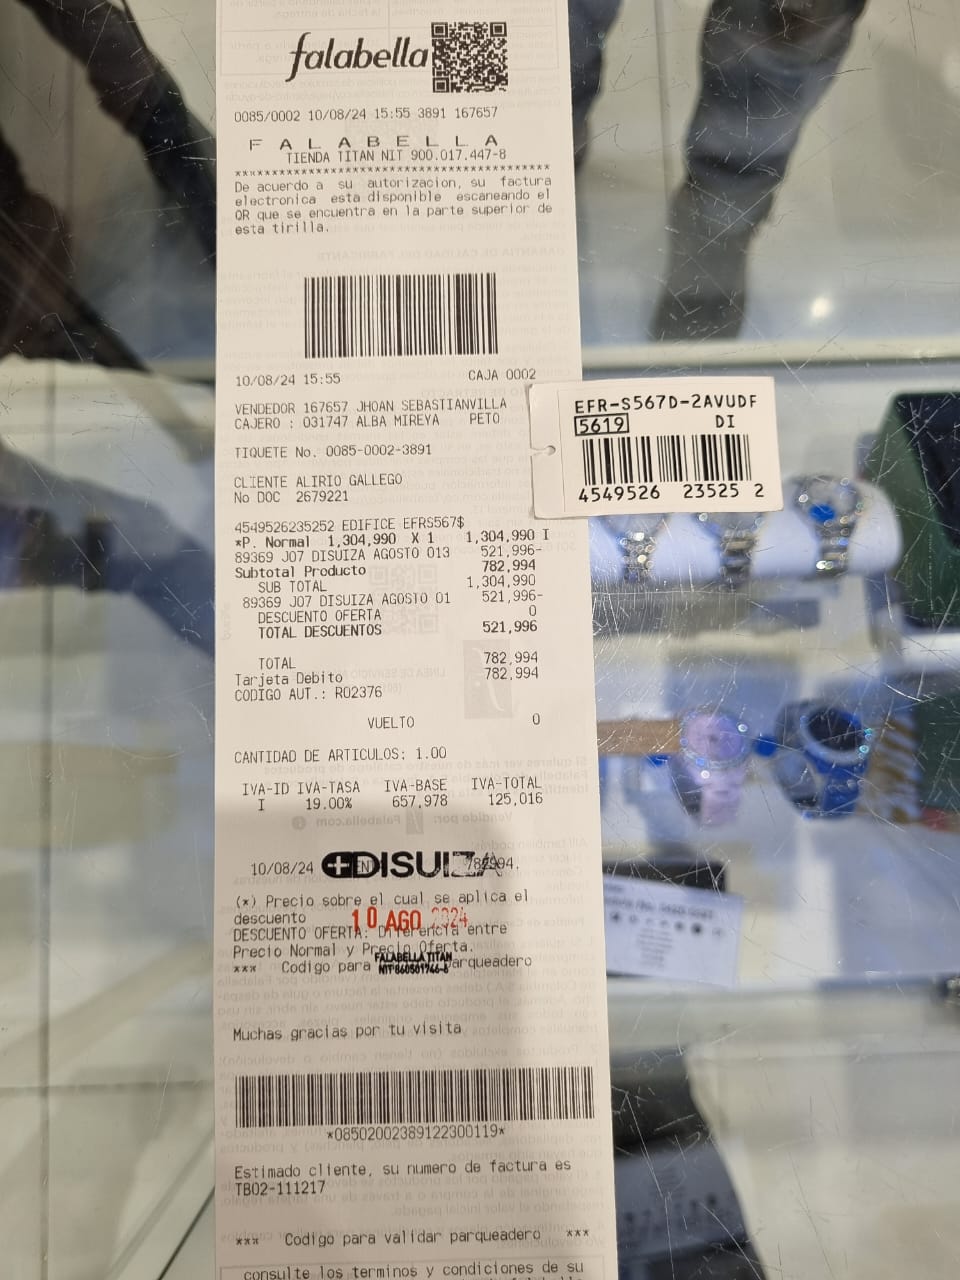 falabella
0085/0002 10/08/24 15:55 3891 167657
F A L A B E L L A
TIENDA TITAN NIT 900.017.447-8
****************************************
De acuerdo a su autorizacion, su factura
electronica esta disponible escaneando el
QR que se encuentra en la parte superior de
esta tirilla.
10/08/24 15:55 CAJA 0002
VENDEDOR 167657 JHOAN SEBASTIANVILLA
CAJERO : 031747 ALBA MIREYA PETO
TIQUETE No. 0085-0002-3891
CLIENTE ALIRIO GALLEGO
No DOC 2679221
4549526235252 EDIFICE EFRS567$
*P. Normal 1,304,990 X 1 1,304,990 I
89369 J07 DISUIZA AGOSTO 013 521,996-
Subtotal Producto 782,994
SUB TOTAL 1,304,990
89369 J07 DISUIZA AGOSTO 01 521,996-
DESCUENTO OFERTA 0
TOTAL DESCUENTOS 521,996
TOTAL 782,994
Tarjeta Debito 782,994
CODIGO AUT.: R02376
VUELTO 0
CANTIDAD DE ARTICULOS: 1.00
IVA-ID IVA-TASA IVA-BASE IVA-TOTAL
I 19.00% 657,978 125,016
10/08/24 DISUIZA
(*) Precio sobre el cual se aplica el
descuento
10 AGO 2024
DESCUENTO OFERTA: Diferencia entre
Precio Normal y Precio Oferta.
FALABELLA TITAN
*** Codigo para parqueadero
Muchas gracias por tu visita
*08502002389122300119*
Estimado cliente, su numero de factura es
TB02-111217
*** Codigo para validar parqueadero ***
consulte los terminos y condiciones de su
EFR-S567D-2AVUDF
5619 DI
4549526 23525 2